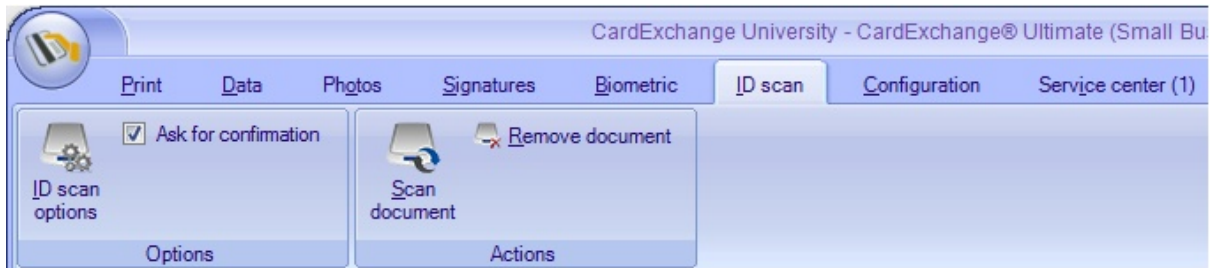 CardExchange University - CardExchange® Ultimate (Small Bu
Print Data Photos Signatures Biometric ID scan Configuration Service center (1)
Ask for confirmation Remove document
ID scan options
Scan document
Options Actions